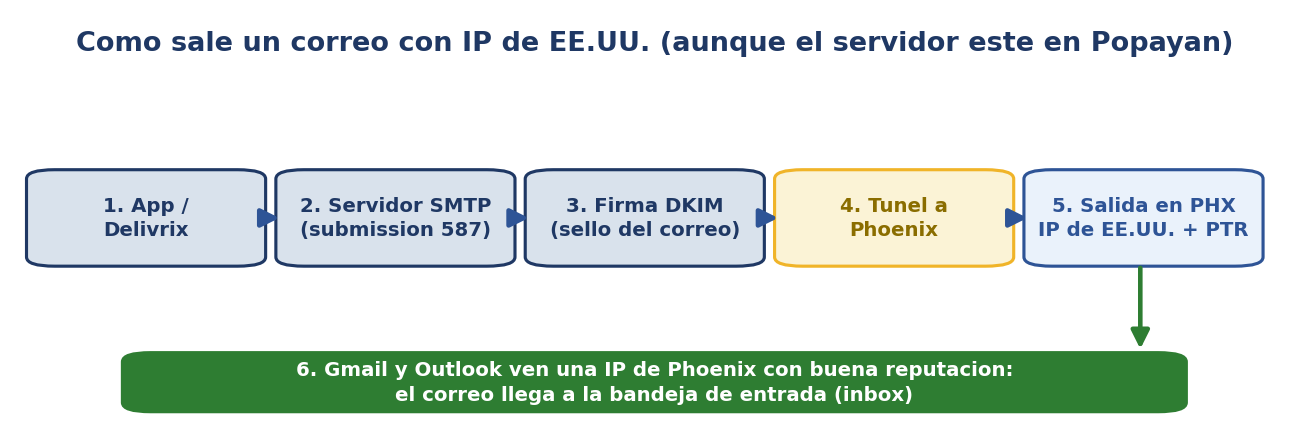 Como sale un correo con IP de EE.UU. (aunque el servidor este en Popayan)
1. App /
Delivrix
2. Servidor SMTP
(submission 587)
3. Firma DKIM
(sello del correo)
4. Tunel a
Phoenix
5. Salida en PHX
IP de EE.UU. + PTR
6. Gmail y Outlook ven una IP de Phoenix con buena reputacion:
el correo llega a la bandeja de entrada (inbox)